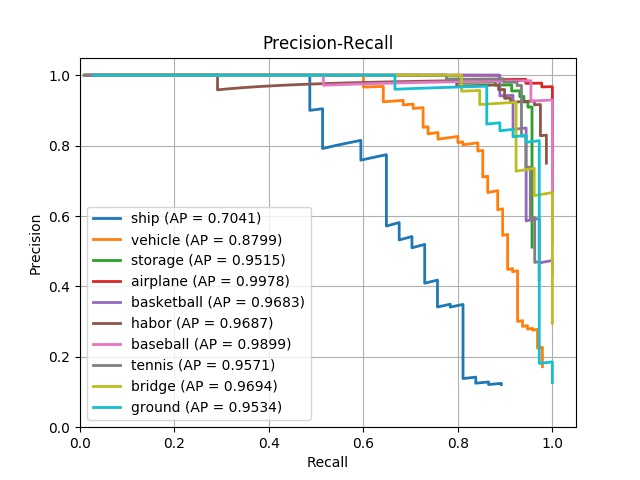 Precision-Recall
1.0
0.8
0.6
0.4
0.2
0.0
Precision
ship (AP = 0.7041)
vehicle (AP = 0.8799)
storage (AP = 0.9515)
airplane (AP = 0.9978)
basketball (AP = 0.9683)
habor (AP = 0.9687)
baseball (AP = 0.9899)
tennis (AP = 0.9571)
bridge (AP = 0.9694)
ground (AP = 0.9534)
0.0 0.2 0.4 0.6 0.8 1.0
Recall